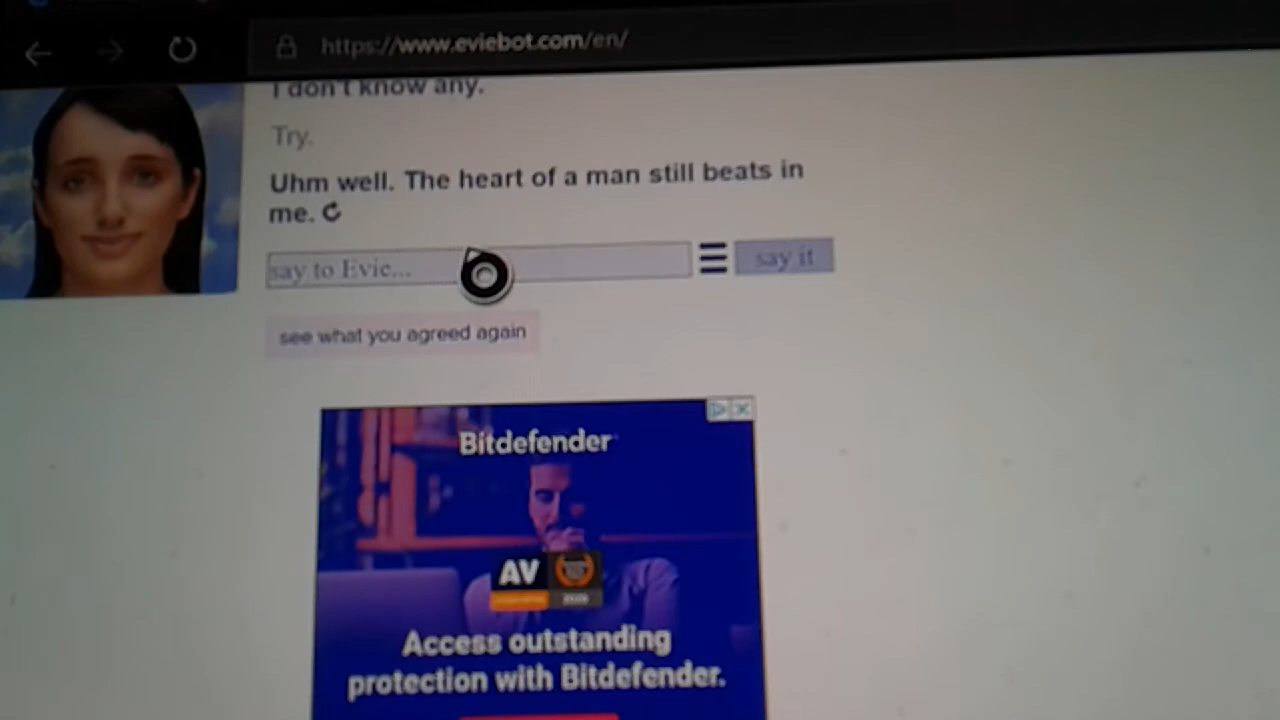 https://www.eviebot.com/en/
I don't know any.
Try.
Uhm well. The heart of a man still beats in
me.
say to Evie...
say it
see what you agreed again
Bitdefender
AV
Access outstanding
protection with Bitdefender.